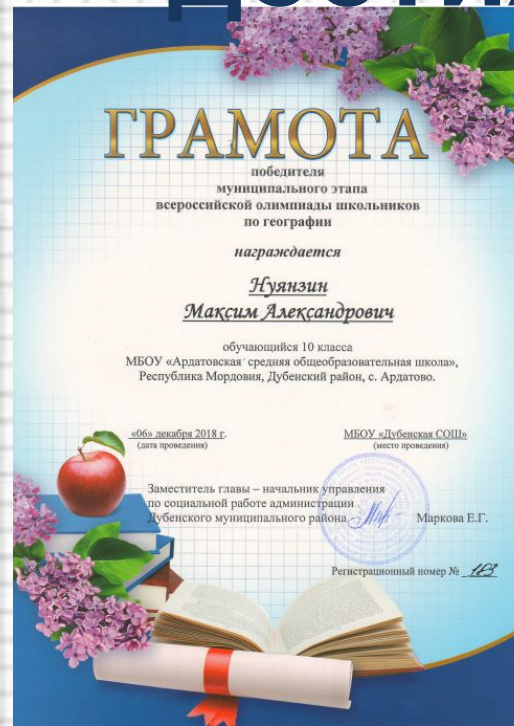 ГРАМОТА
победителя
муниципального этапа
всероссийской олимпиады школьников
по географии
награждается
Нуянзин
Максим Александрович
обучающийся 10 класса
МБОУ «Ардатовская средняя общеобразовательная школа»,
Республика Мордовия, Дубенский район, с. Ардатово.
«06» декабря 2018 г. МБОУ «Дубенская СОШ»
(дата проведения) (место проведения)
Заместитель главы – начальник управления
по социальной работе администрации
Дубенского муниципального района Маркова Е.Г.
Регистрационный номер № 183